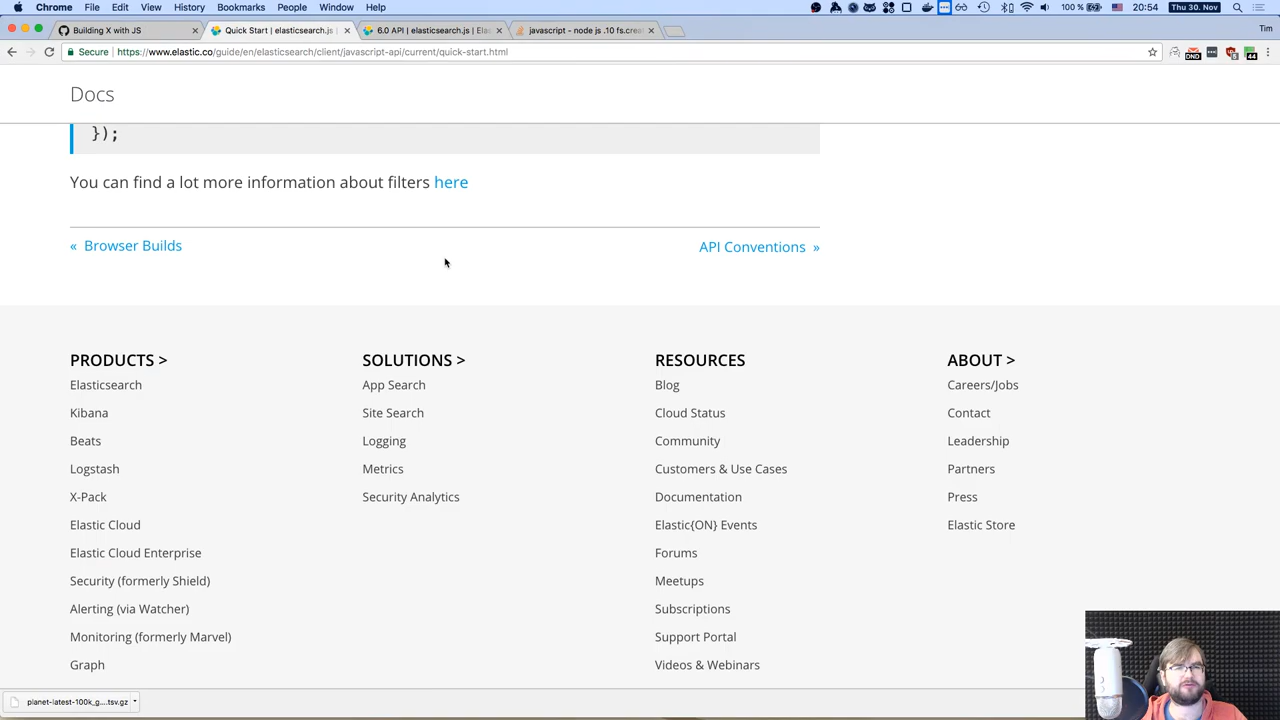 Chrome File Edit View History Bookmarks People Window Help 100 % 20:54 Thu 30. Nov
Building X with JS × Quick Start | elasticsearch.js | × 6.0 API | elasticsearch.js | Elas × javascript - node js .10 fs.crea × Tim
Secure https://www.elastic.co/guide/en/elasticsearch/client/javascript-api/current/quick-start.html
Docs
});
You can find a lot more information about filters here
« Browser Builds API Conventions »
PRODUCTS > SOLUTIONS > RESOURCES ABOUT >
Elasticsearch App Search Blog Careers/Jobs
Kibana Site Search Cloud Status Contact
Beats Logging Community Leadership
Logstash Metrics Customers & Use Cases Partners
X-Pack Security Analytics Documentation Press
Elastic Cloud Elastic{ON} Events Elastic Store
Elastic Cloud Enterprise Forums
Security (formerly Shield) Meetups
Alerting (via Watcher) Subscriptions
Monitoring (formerly Marvel) Support Portal
Graph Videos & Webinars
planet-latest-100k_g....tsv.gz